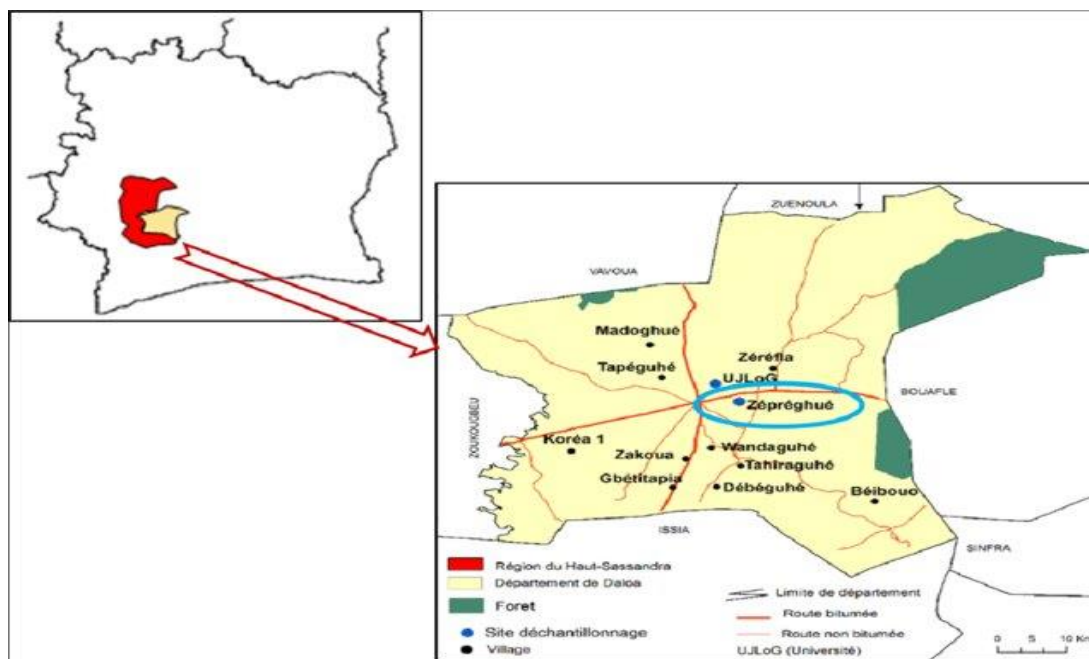 ZUENOULA
VAVOUA
Madoghué
Zéréfla
Tapéguhé
UJLoG
BOUAFLE
Zépréghué
ZOUKOUGBEU
Koréa 1
Wandaguhé
Zakoua
Tahiraguhé
Gbétitapia
Débéguhé
Béibouo
ISSIA
SINFRA
Région du Haut-Sassandra
Département de Daloa
Foret
Site déchantillonnage
Village
Limite de département
Route bitumée
Route non bitumée
UJLoG (Université)
0 5 10 Km